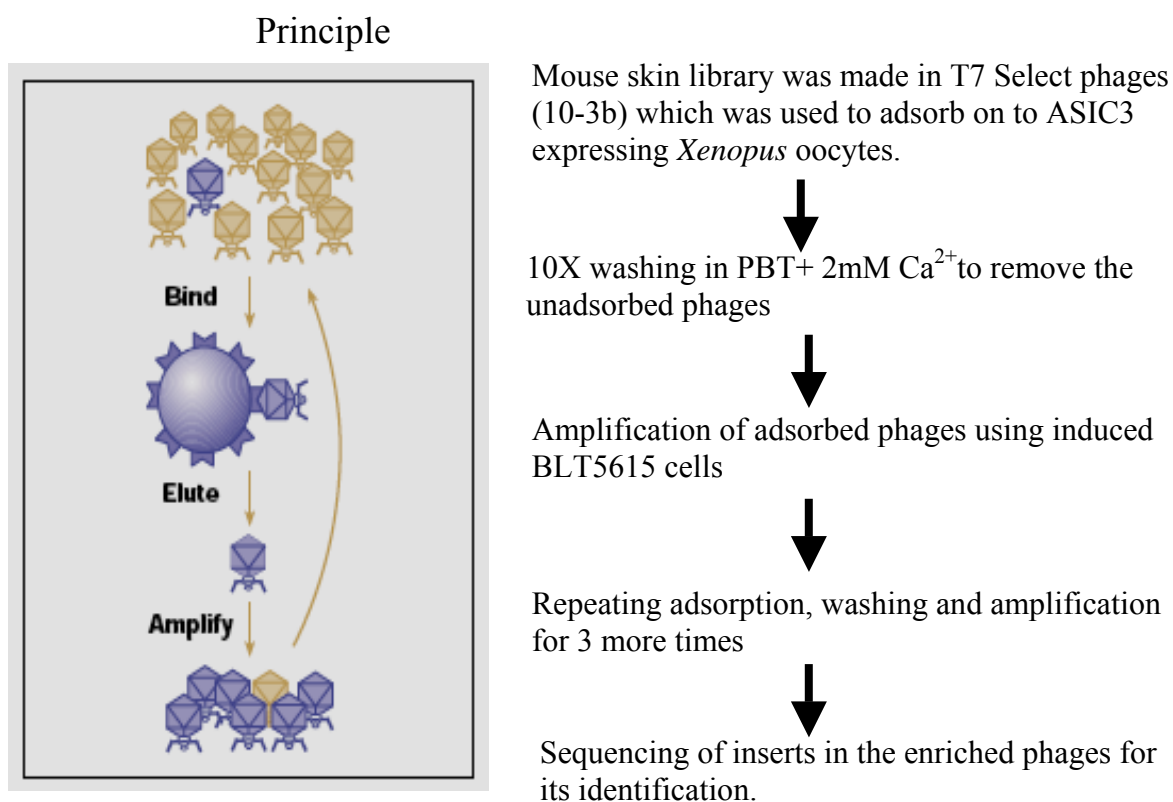 Principle
Bind
Elute
Amplify
Mouse skin library was made in T7 Select phages
(10-3b) which was used to adsorb on to ASIC3
expressing Xenopus oocytes.
10X washing in PBT+ 2mM Ca²⁺to remove the
unadsorbed phages
Amplification of adsorbed phages using induced
BLT5615 cells
Repeating adsorption, washing and amplification
for 3 more times
Sequencing of inserts in the enriched phages for
its identification.